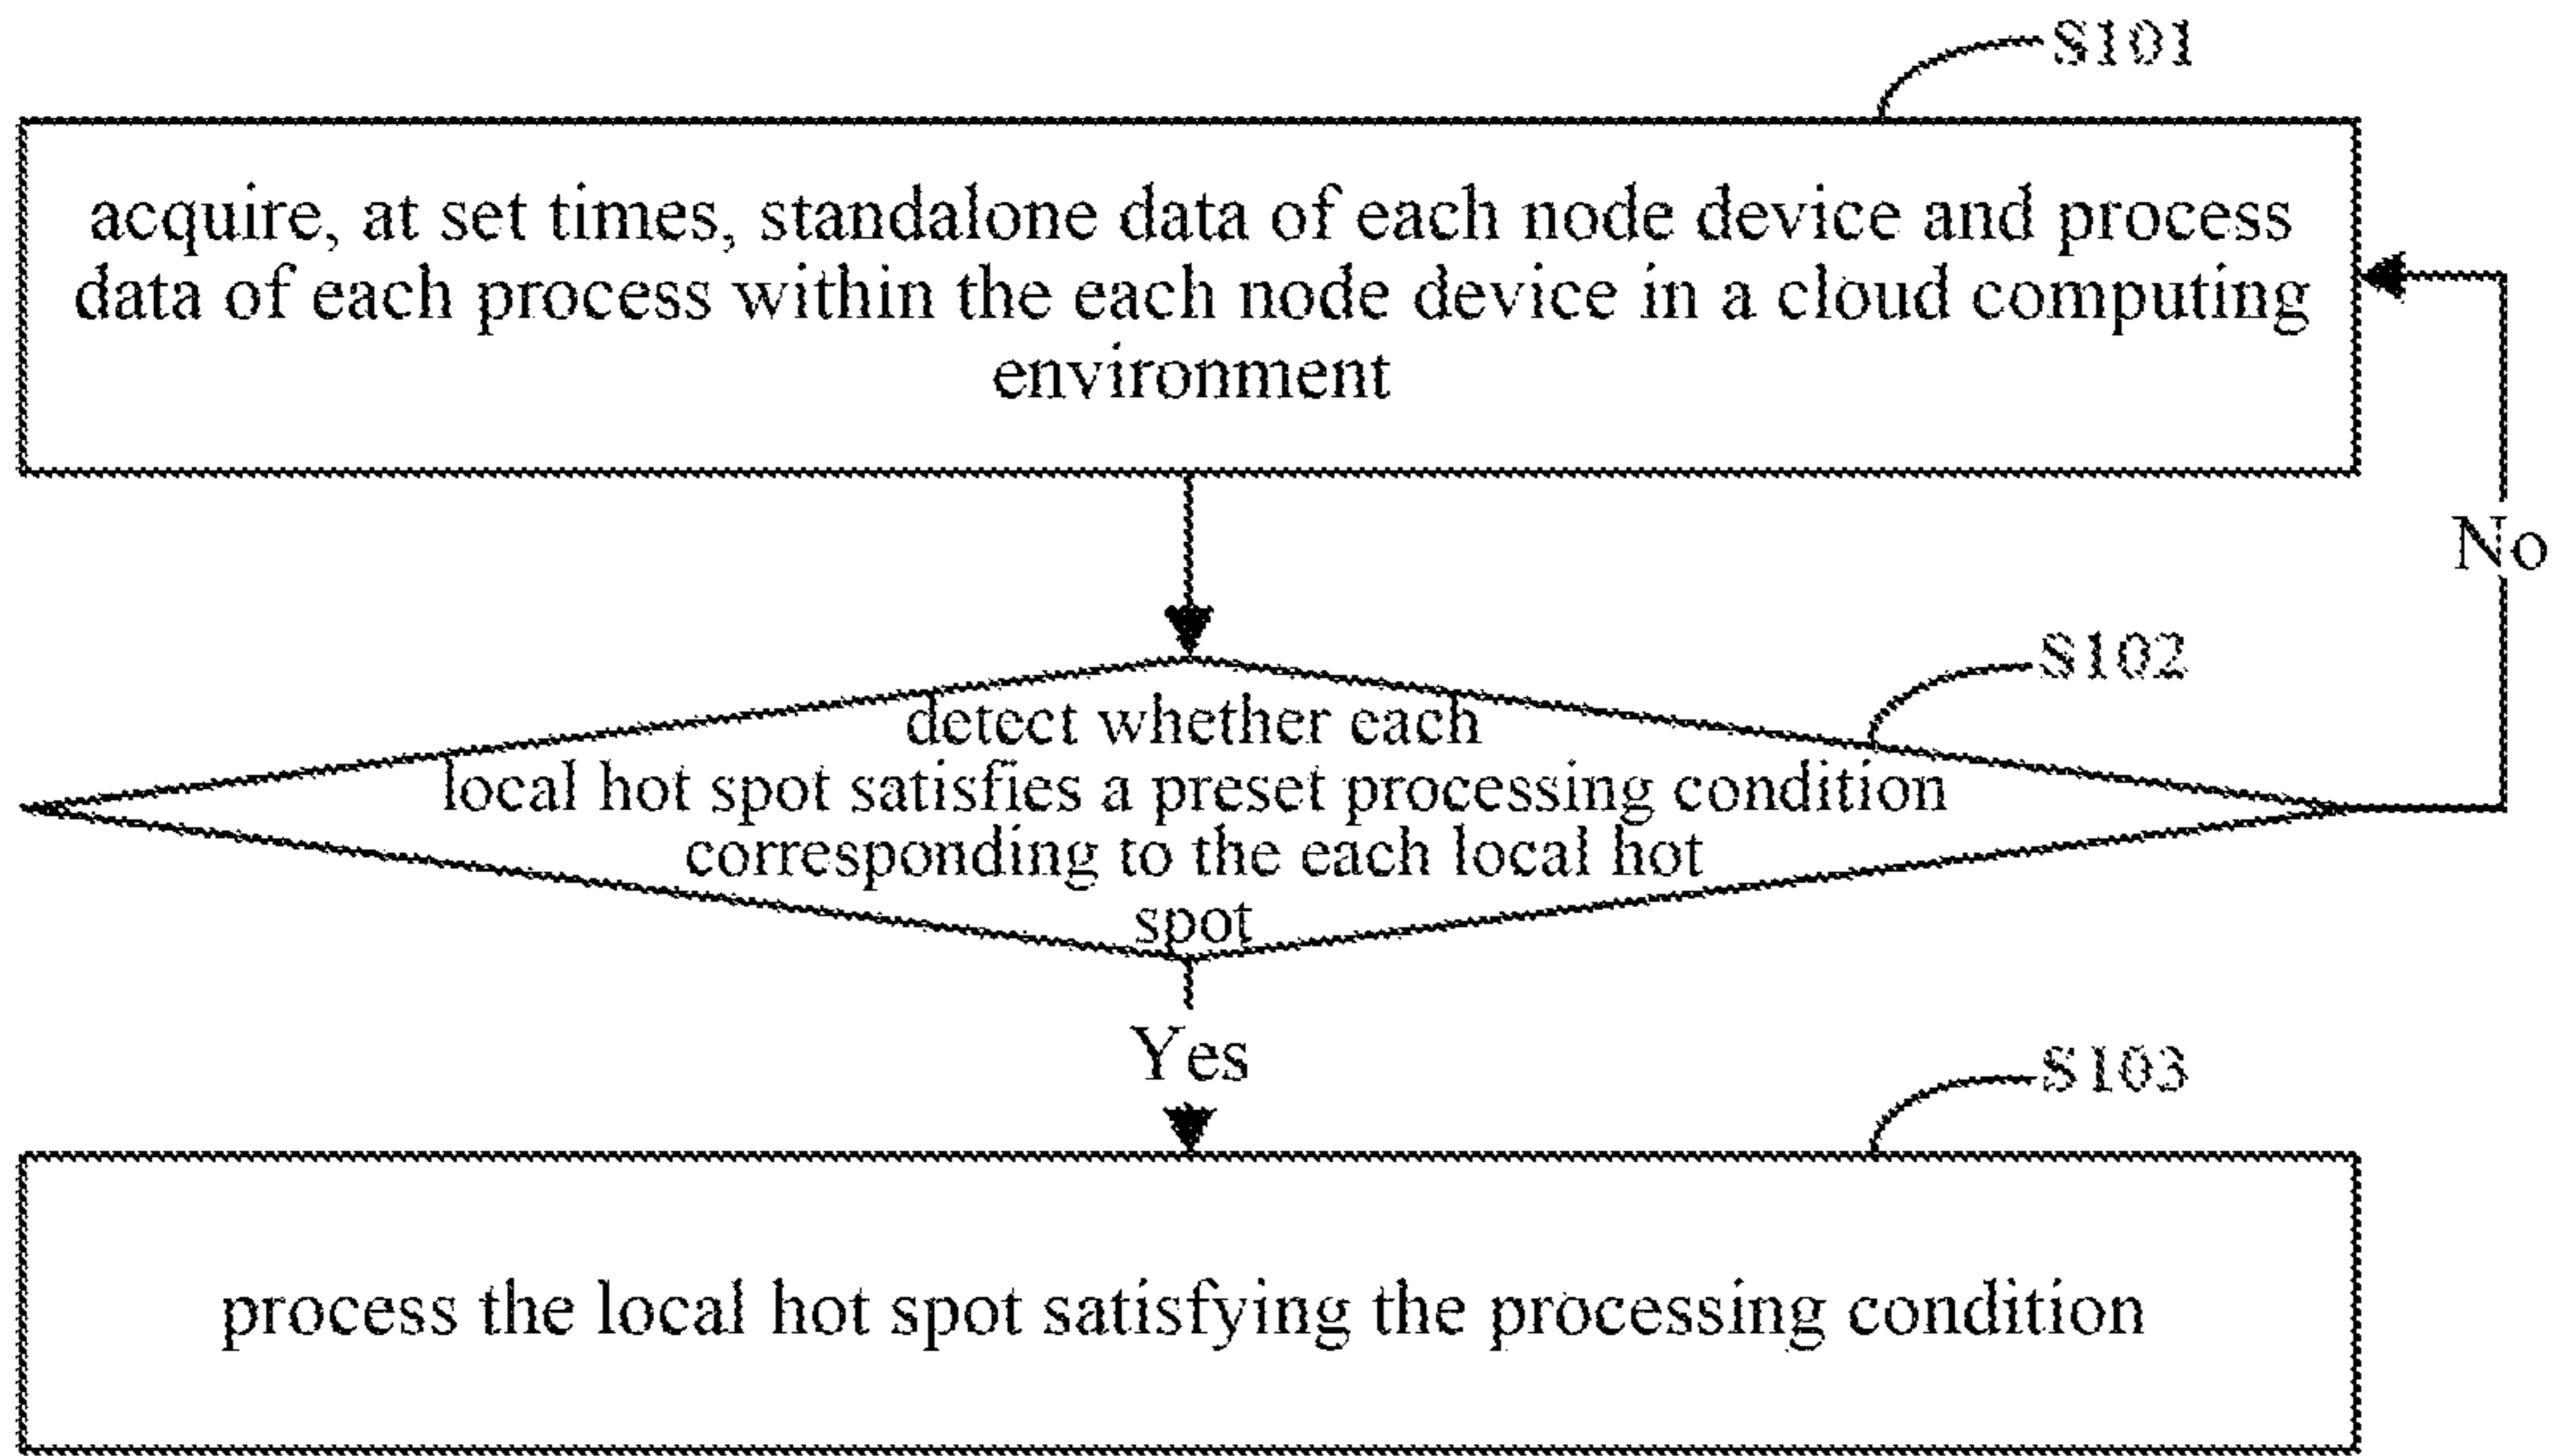 S101
acquire, at set times, standalone data of each node device and process
data of each process within the each node device in a cloud computing
environment
No
S102
detect whether each
local hot spot satisfies a preset processing condition
corresponding to the each local hot
spot
Yes
S103
process the local hot spot satisfying the processing condition